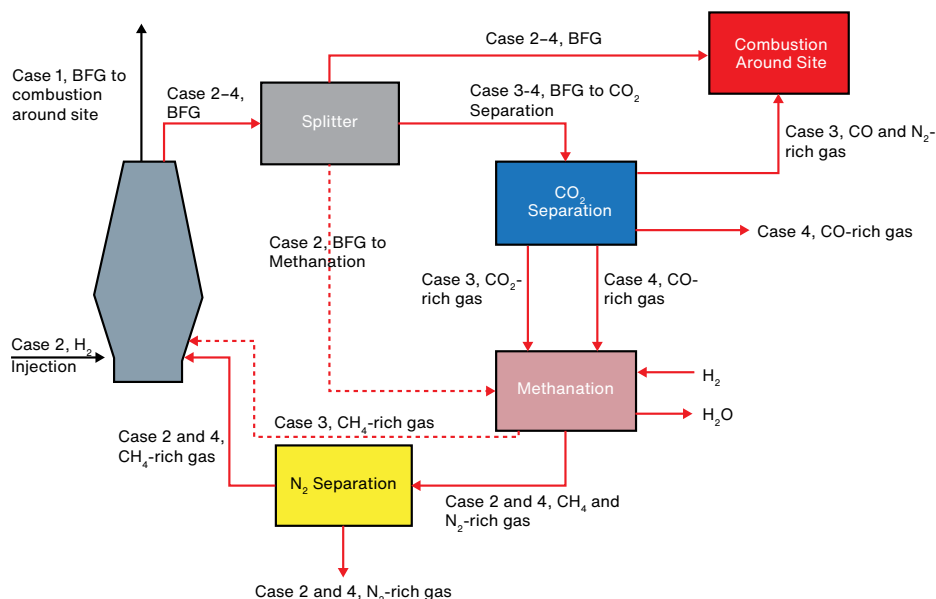 Case 1, BFG to
combustion
around site
Case 2–4,
BFG
Splitter
Case 2–4, BFG
Combustion
Around Site
Case 3-4, BFG to CO₂
Separation
Case 3, CO and N₂-
rich gas
CO₂
Separation
Case 4, CO-rich gas
Case 2, BFG to
Methanation
Case 3, CO₂-
rich gas
Case 4, CO-
rich gas
Case 2, H₂
Injection
Methanation
H₂
H₂O
Case 3, CH₄-rich gas
Case 2 and 4,
CH₄-rich gas
N₂ Separation
Case 2 and 4, CH₄ and
N₂-rich gas
Case 2 and 4, N₂-rich gas